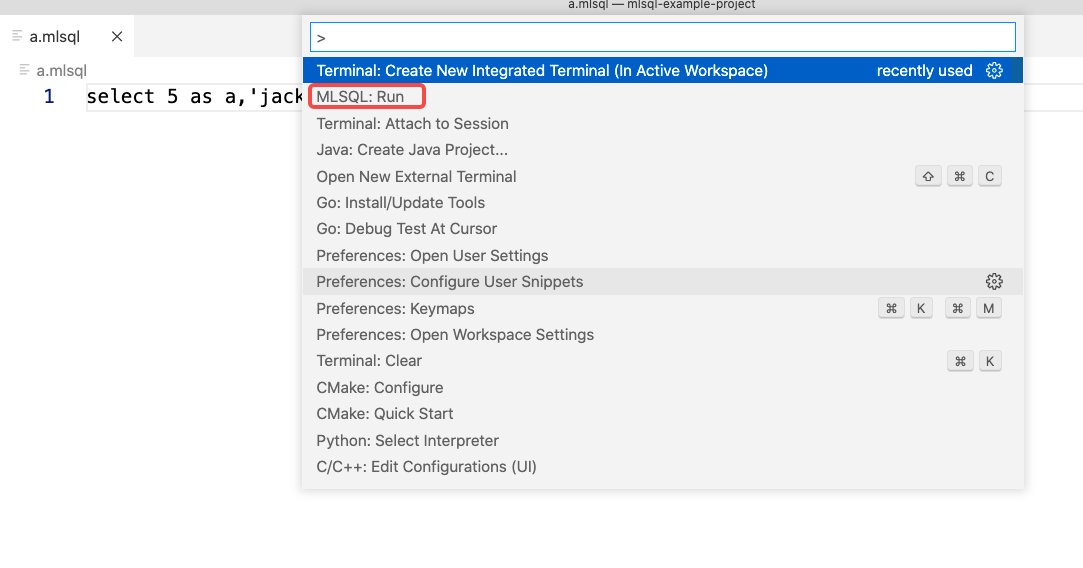 a.mlsql — mlsql-example-project
a.mlsql
a.mlsql
1 select 5 as a,'jack
>
Terminal: Create New Integrated Terminal (In Active Workspace) recently used
MLSQL: Run
Terminal: Attach to Session
Java: Create Java Project...
Open New External Terminal ⇧ ⌘ C
Go: Install/Update Tools
Go: Debug Test At Cursor
Preferences: Open User Settings
Preferences: Configure User Snippets
Preferences: Keymaps ⌘ K ⌘ M
Preferences: Open Workspace Settings
Terminal: Clear ⌘ K
CMake: Configure
CMake: Quick Start
Python: Select Interpreter
C/C++: Edit Configurations (UI)